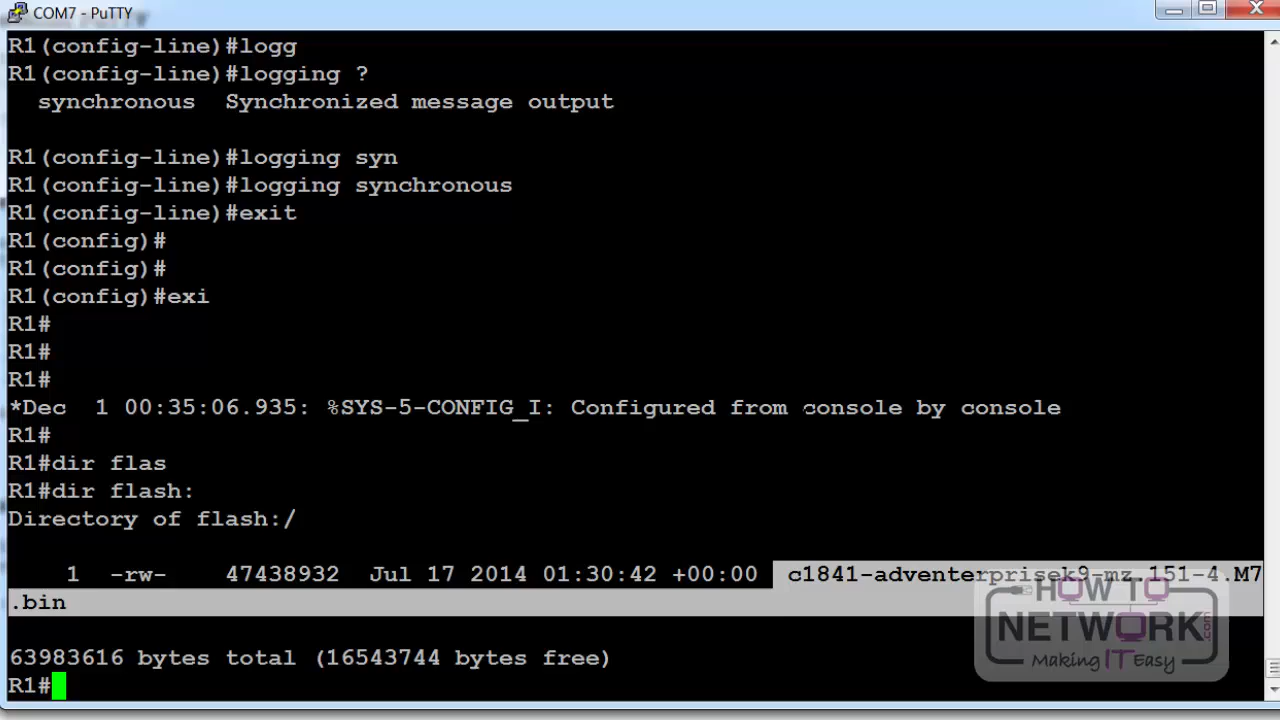 COM7 - PuTTY
R1(config-line)#logg
R1(config-line)#logging ?
synchronous  Synchronized message output
R1(config-line)#logging syn
R1(config-line)#logging synchronous
R1(config-line)#exit
R1(config)#
R1(config)#
R1(config)#exi
R1#
R1#
R1#
*Dec  1 00:35:06.935: %SYS-5-CONFIG_I: Configured from console by console
R1#
R1#dir flas
R1#dir flash:
Directory of flash:/
1  -rw-    47438932  Jul 17 2014 01:30:42 +00:00  c1841-adventerprisek9-mz.151-4.M7
.bin
63983616 bytes total (16543744 bytes free)
R1#
HOW TO
NETWORK.com
Making IT Easy